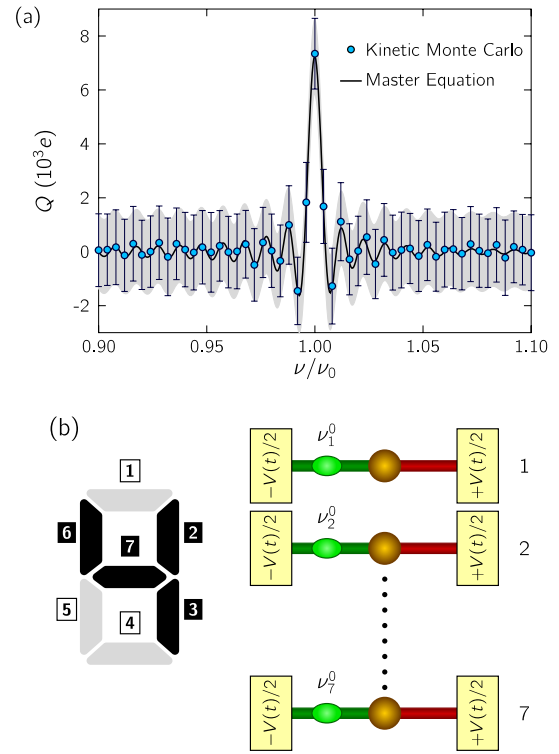 (a)
8
6
4
2
0
-2
Q (10³e)
Kinetic Monte Carlo
Master Equation
0.90 0.95 1.00 1.05 1.10
ν/ν₀
(b)
1
6 7 2
5 4 3
ν₁⁰
−V(t)/2 +V(t)/2 1
ν₂⁰
−V(t)/2 +V(t)/2 2
ν₇⁰
−V(t)/2 +V(t)/2 7